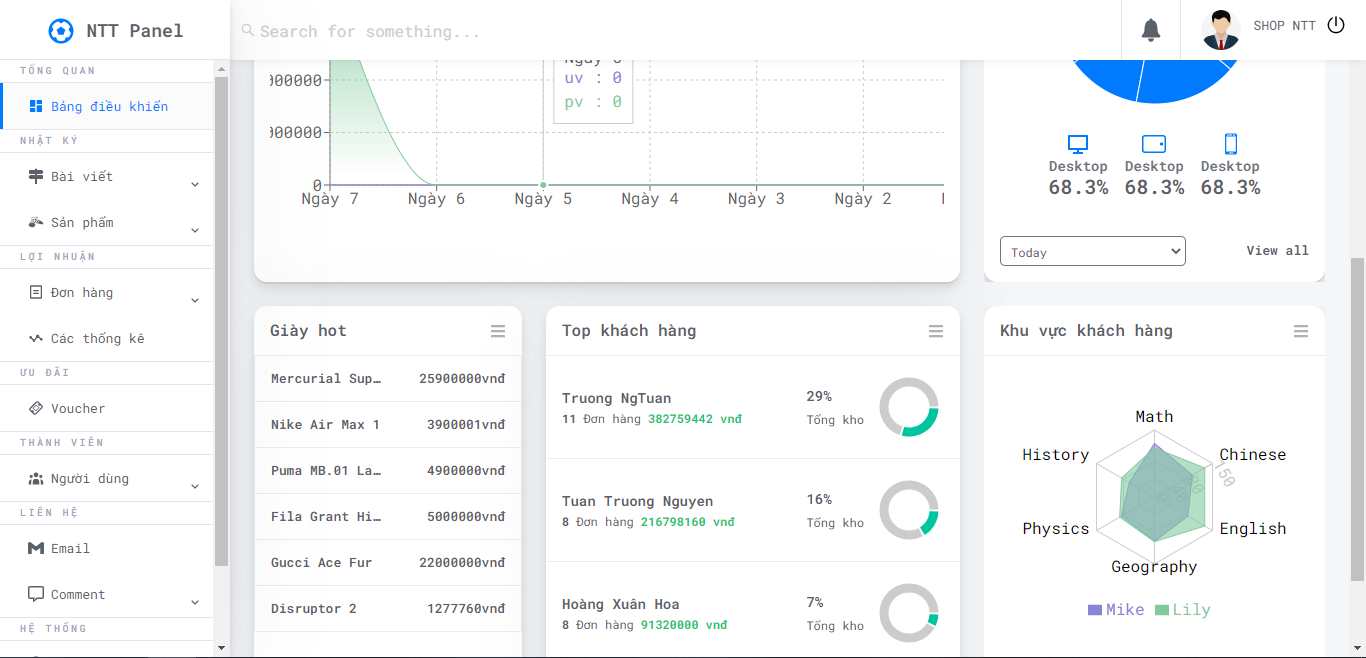 NTT Panel
Search for something...
SHOP NTT
TỔNG QUAN
Bảng điều khiển
NHẬT KÝ
Bài viết
Sản phẩm
LỢI NHUẬN
Đơn hàng
Các thống kê
ƯU ĐÃI
Voucher
THÀNH VIÊN
Người dùng
LIÊN HỆ
Email
Comment
HỆ THỐNG
uv : 0
pv : 0
0
Ngày 7
Ngày 6
Ngày 5
Ngày 4
Ngày 3
Ngày 2
Desktop
68.3%
Desktop
68.3%
Desktop
68.3%
Today
View all
Giày hot
Mercurial Sup… 25900000vnđ
Nike Air Max 1 3900001vnđ
Puma MB.01 La… 4900000vnđ
Fila Grant Hi… 5000000vnđ
Gucci Ace Fur 22000000vnđ
Disruptor 2 1277760vnđ
Top khách hàng
Truong NgTuan
11 Đơn hàng 382759442 vnđ
29%
Tổng kho
Tuan Truong Nguyen
8 Đơn hàng 216798160 vnđ
16%
Tổng kho
Hoàng Xuân Hoa
8 Đơn hàng 91320000 vnđ
7%
Tổng kho
Khu vực khách hàng
Math
Chinese
English
Geography
Physics
History
150
Mike
Lily